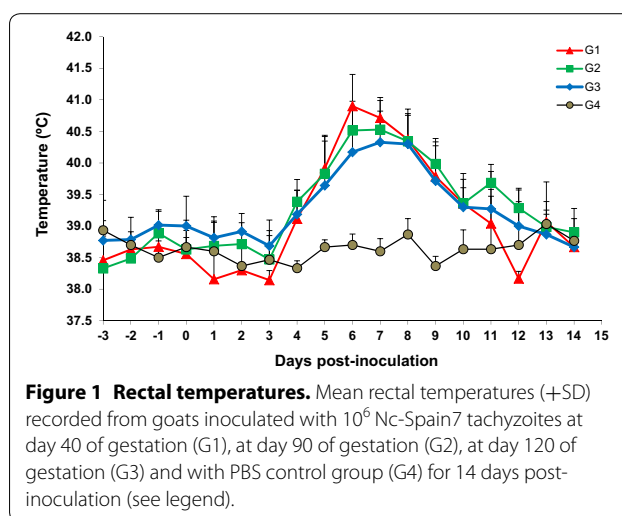 42.0
41.5
41.0
40.5
40.0
39.5
39.0
38.5
38.0
37.5
Temperature (ºC)
G1
G2
G3
G4
-3 -2 -1 0 1 2 3 4 5 6 7 8 9 10 11 12 13 14 15
Days post-inoculation
Figure 1 Rectal temperatures. Mean rectal temperatures (+SD)
recorded from goats inoculated with 10⁶ Nc-Spain7 tachyzoites at
day 40 of gestation (G1), at day 90 of gestation (G2), at day 120 of
gestation (G3) and with PBS control group (G4) for 14 days post-
inoculation (see legend).